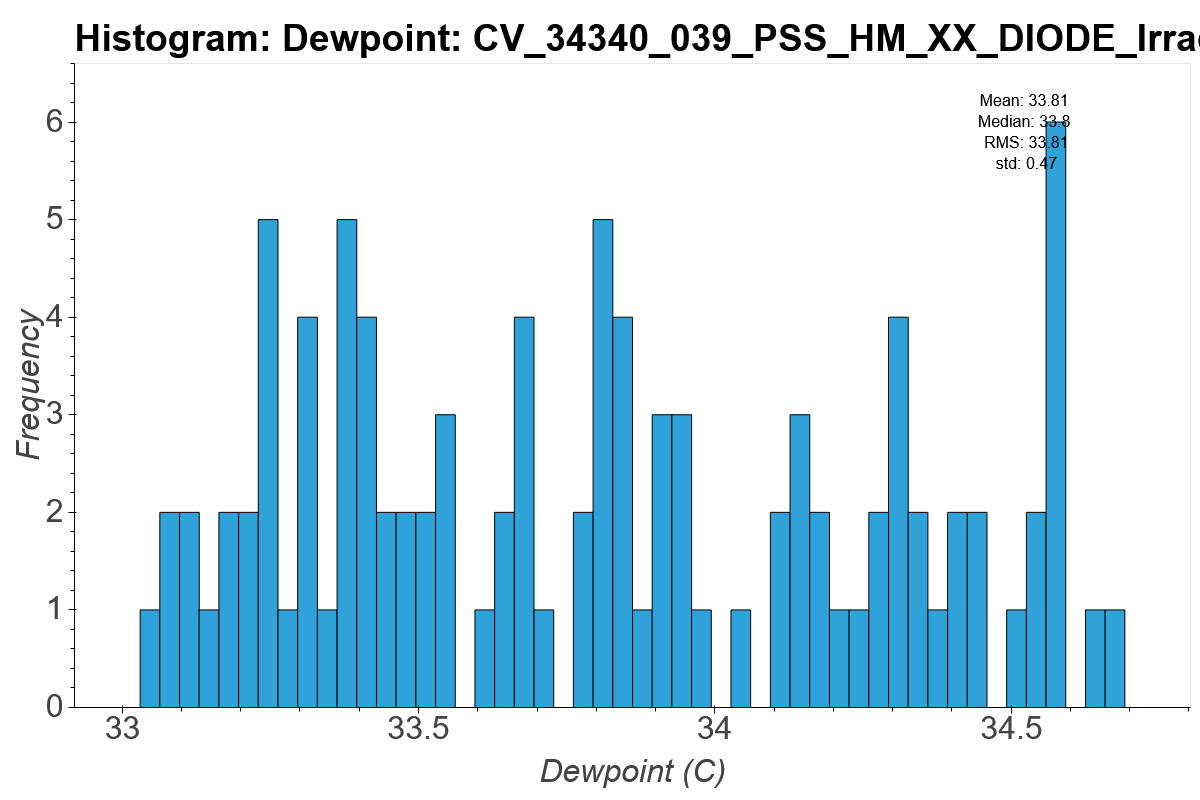 Histogram: Dewpoint: CV_34340_039_PSS_HM_XX_DIODE_Irra
Mean: 33.81
Median: 33.8
RMS: 33.81
std: 0.47
6
5
4
3
2
1
0
Frequency
33 33.5 34 34.5
Dewpoint (C)